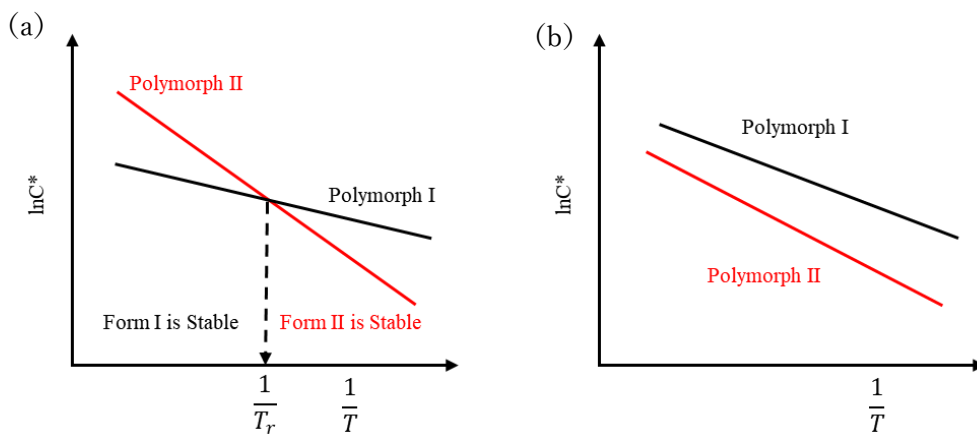 (a)
Polymorph II
lnC*
Polymorph I
Form I is Stable
Form II is Stable
1
T_r
1
T
(b)
Polymorph I
lnC*
Polymorph II
1
T